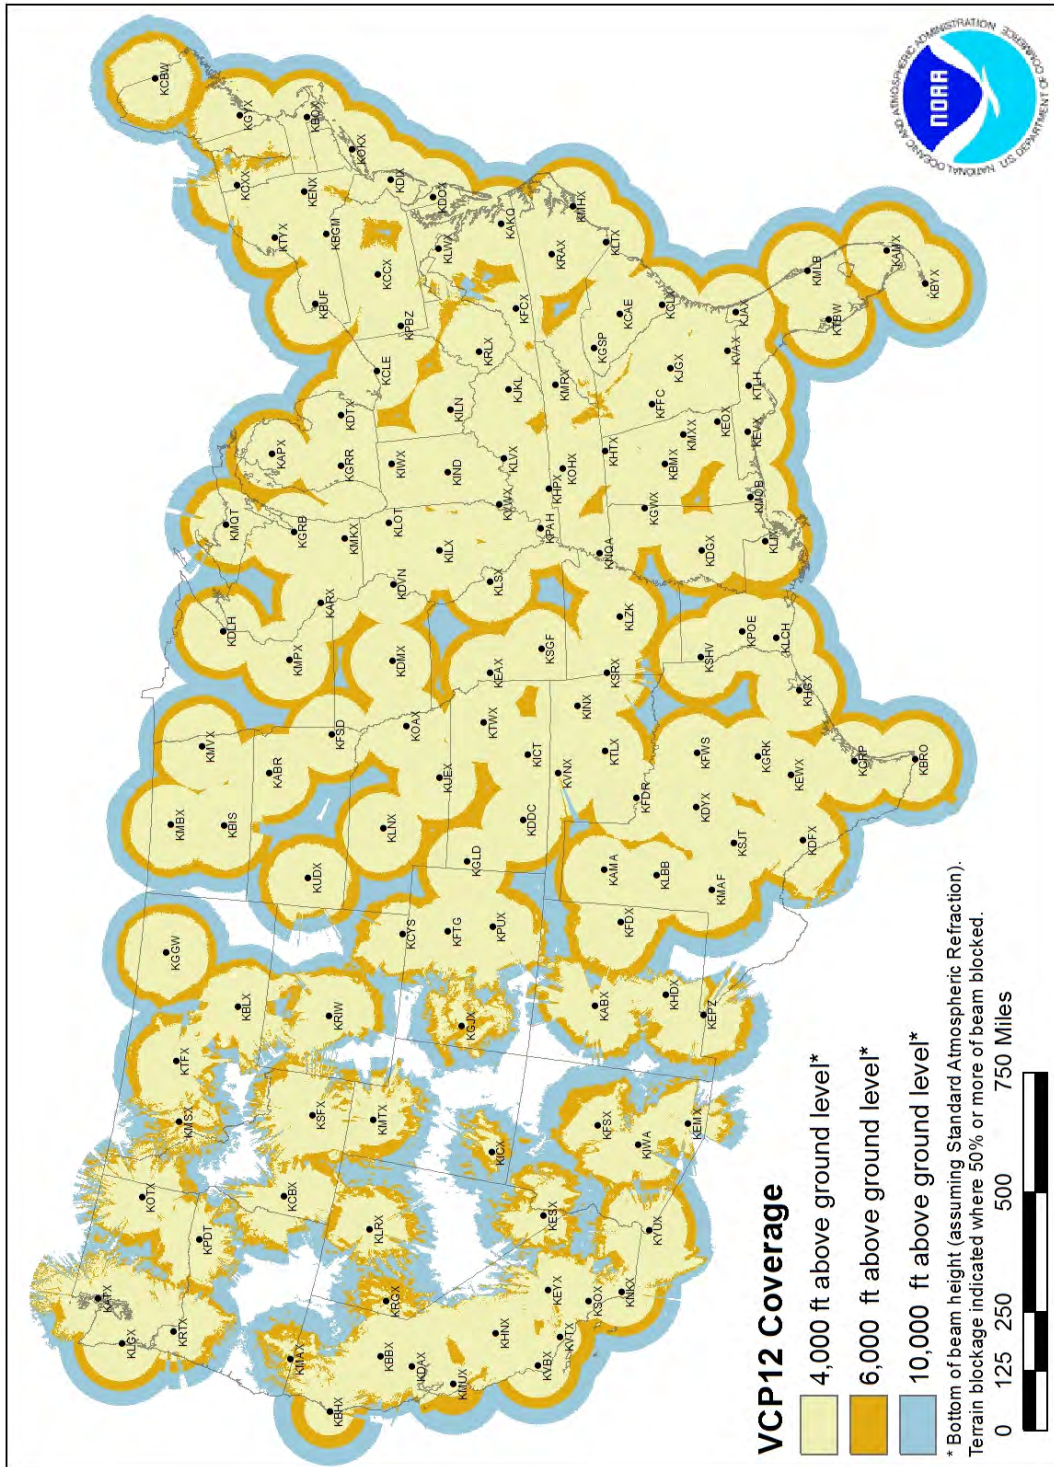 VCP12 Coverage
4,000 ft above ground level*
6,000 ft above ground level*
10,000 ft above ground level*
* Bottom of beam height (assuming Standard Atmospheric Refraction).
Terrain blockage indicated where 50% or more of beam blocked.
0 125 250 500 750 Miles
NATIONAL OCEANIC AND ATMOSPHERIC ADMINISTRATION
U.S. DEPARTMENT OF COMMERCE
NOAA
KATX
KLGX
KRTX
KOTX
KPDT
KMSX
KTFX
KGGW
KBLX
KCBX
KSFX
KRIW
KMTX
KLRX
KRGX
KMAX
KBHX
KBBX
KDAX
KMUX
KHNX
KVBX
KVTX
KEYX
KSOX
KNKX
KYUX
KESX
KICX
KFSX
KIWA
KEMX
KGJX
KABX
KHDX
KEPZ
KCYS
KFTG
KPUX
KUDX
KMBX
KBIS
KMVX
KABR
KFSD
KLNX
KUEX
KOAX
KGLD
KDDC
KTWX
KICT
KVNX
KINX
KTLX
KFDR
KAMA
KLBB
KFDX
KMAF
KSJT
KDYX
KFWS
KGRK
KEWX
KDFX
KCRP
KBRO
KHGX
KLCH
KPOE
KSHV
KSRX
KLZK
KSGF
KEAX
KDMX
KMPX
KDLH
KARX
KDVN
KLSX
KILX
KLOT
KMKX
KGRB
KMQT
KAPX
KGRR
KDTX
KIWX
KIND
KILN
KCLE
KPBZ
KRLX
KJKL
KLVX
KVWX
KPAH
KHPX
KOHX
KNQA
KGWX
KDGX
KLIX
KMOB
KBMX
KHTX
KMXX
KEOX
KEVX
KTLH
KFFC
KJGX
KVAX
KJAX
KMLB
KTBW
KAMX
KBYX
KCLX
KCAE
KGSP
KMRX
KFCX
KRAX
KLTX
KMHX
KAKQ
KLWX
KDOX
KDIX
KCCX
KBGM
KBUF
KTYX
KENX
KCXX
KOKX
KBOX
KGYX
KCBW